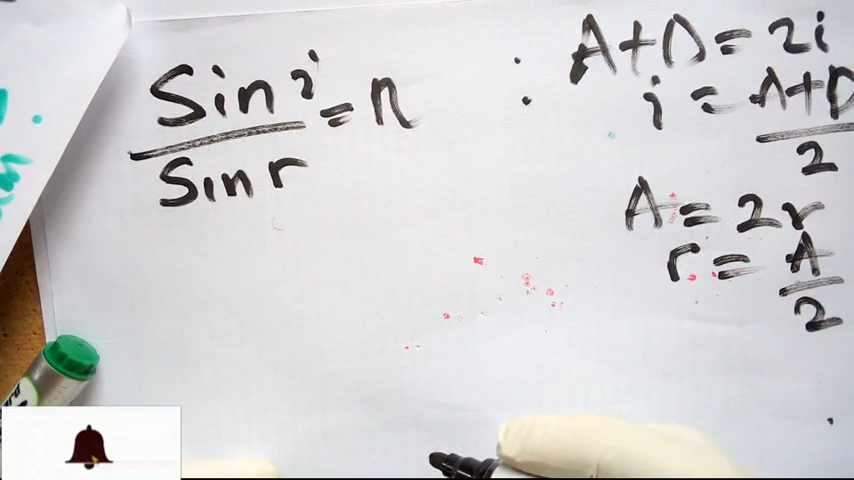 Sin i
───── = n
Sin r
A+D = 2i
i = A+D
2
A = 2r
r = A
2